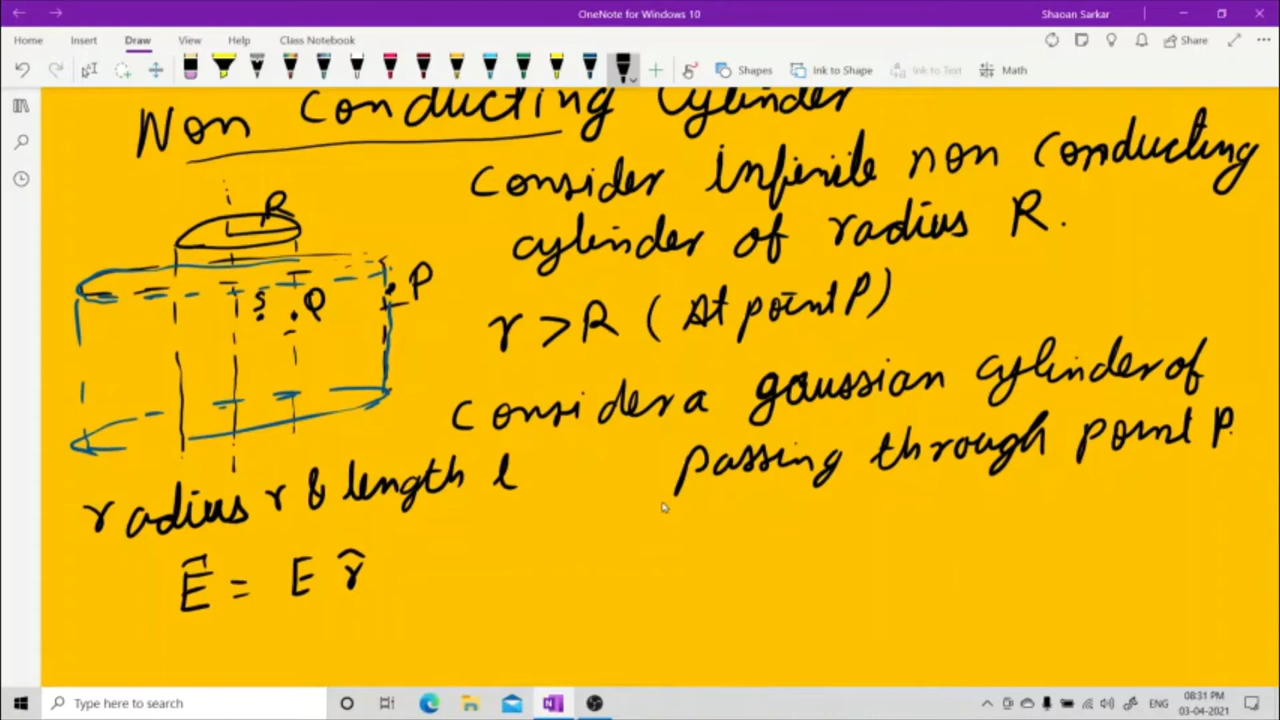 OneNote for Windows 10
Shaoan Sarkar
Home Insert Draw View Help Class Notebook
Share
Shapes
Ink to Shape
Ink to Text
Math
Non Conducting Cylinder
Consider infinite non conducting
cylinder of radius R.
R
P
S
Q
r > R (At point P)
Consider a gaussian cylinder of
passing through point P.
radius r & length l
E⃗ = E r̂
Type here to search
ENG
08:31 PM
03-04-2021